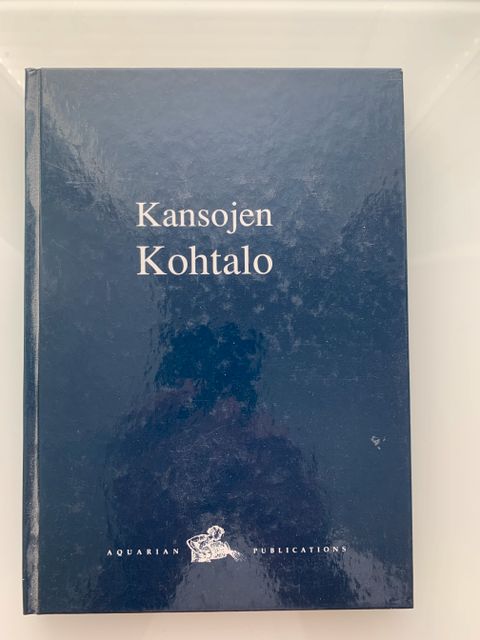 Kansojen
Kohtalo
AQUARIAN PUBLICATIONS